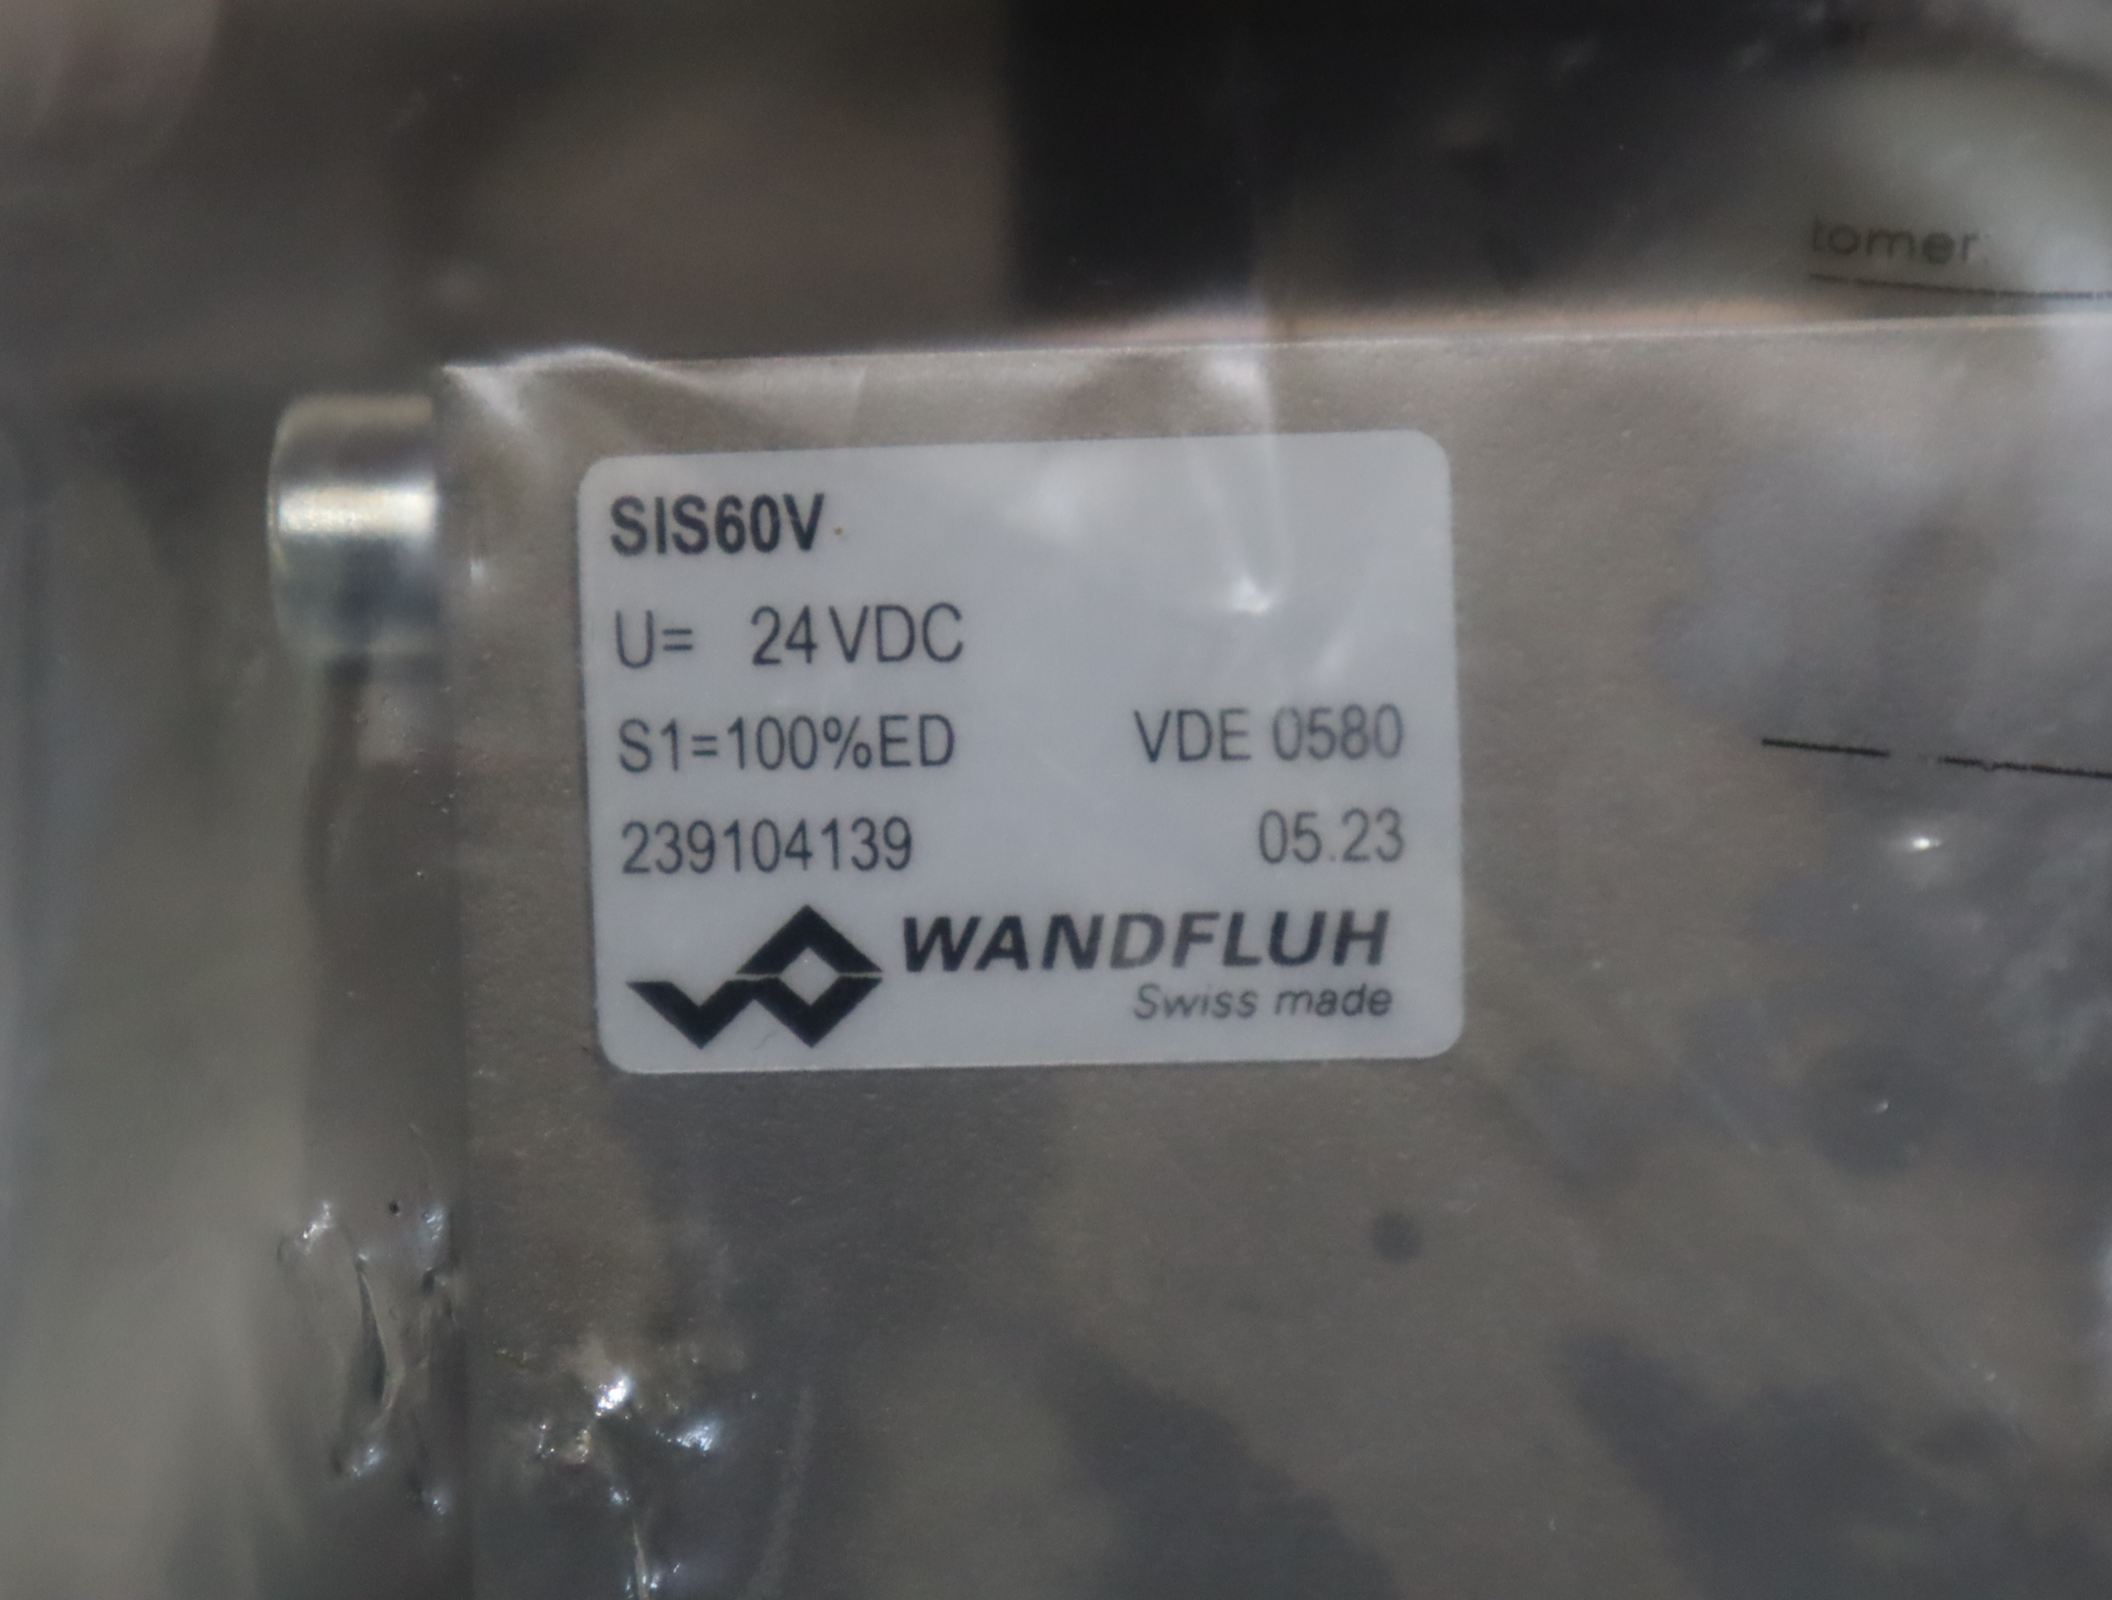 tomer
SIS60V
U= 24VDC
S1=100%ED VDE 0580
239104139 05.23
WANDFLUH
Swiss made